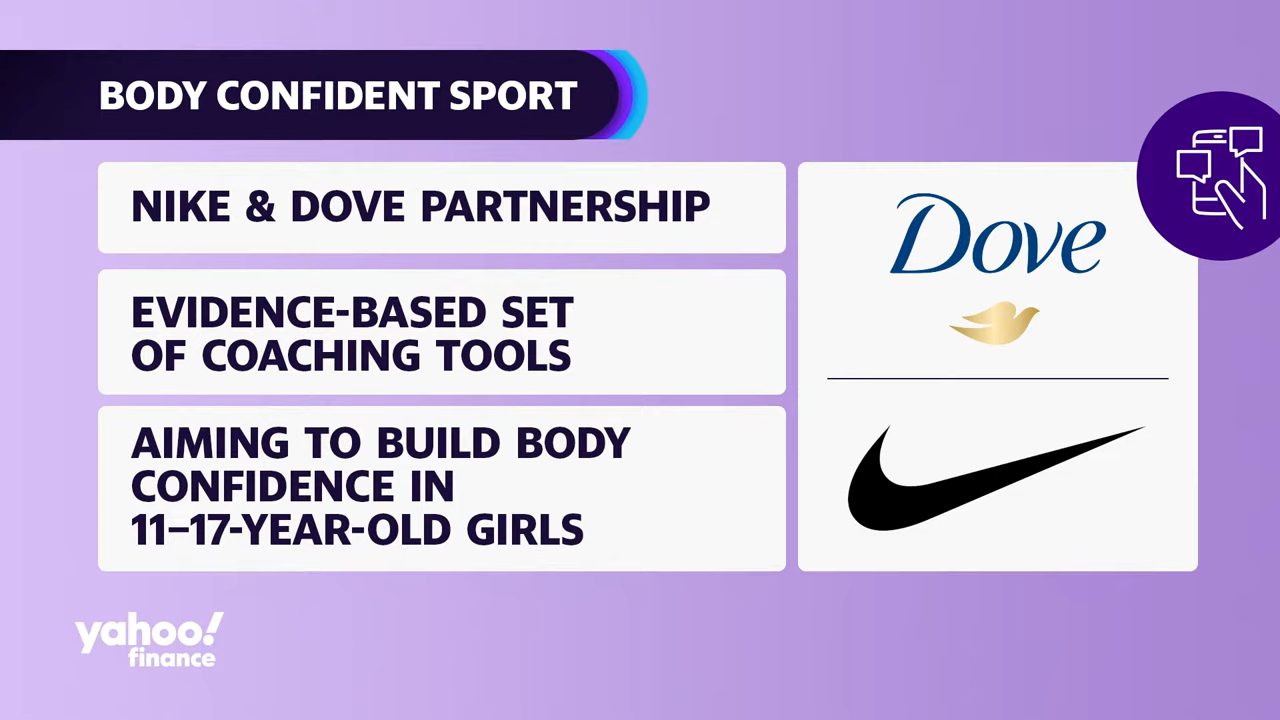 BODY CONFIDENT SPORT
NIKE & DOVE PARTNERSHIP
EVIDENCE-BASED SET
OF COACHING TOOLS
AIMING TO BUILD BODY
CONFIDENCE IN
11–17-YEAR-OLD GIRLS
Dove
yahoo!
finance